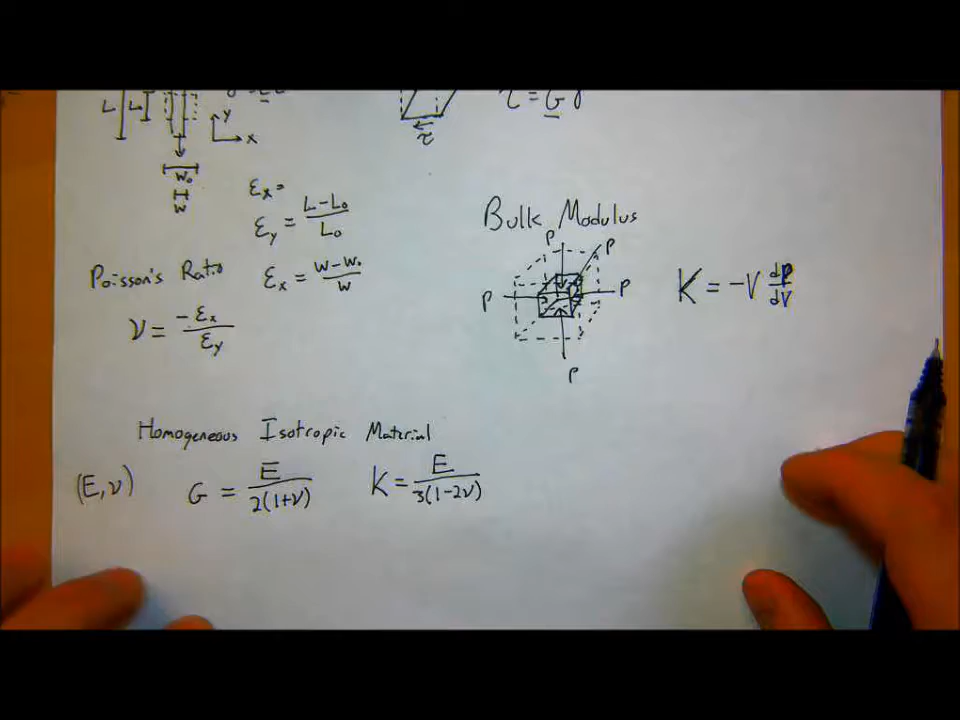 L L₀ y x τ = G γ
τ
w₀
w
εx =
εy = L-L₀ / L₀
Bulk Modulus
P P
Poisson's Ratio εx = w-w₀ / w
P P K = -V dP/dV
ν = -εx / εy
P
Homogeneous Isotropic Material
(E,ν) G = E / 2(1+ν) K = E / 3(1-2ν)